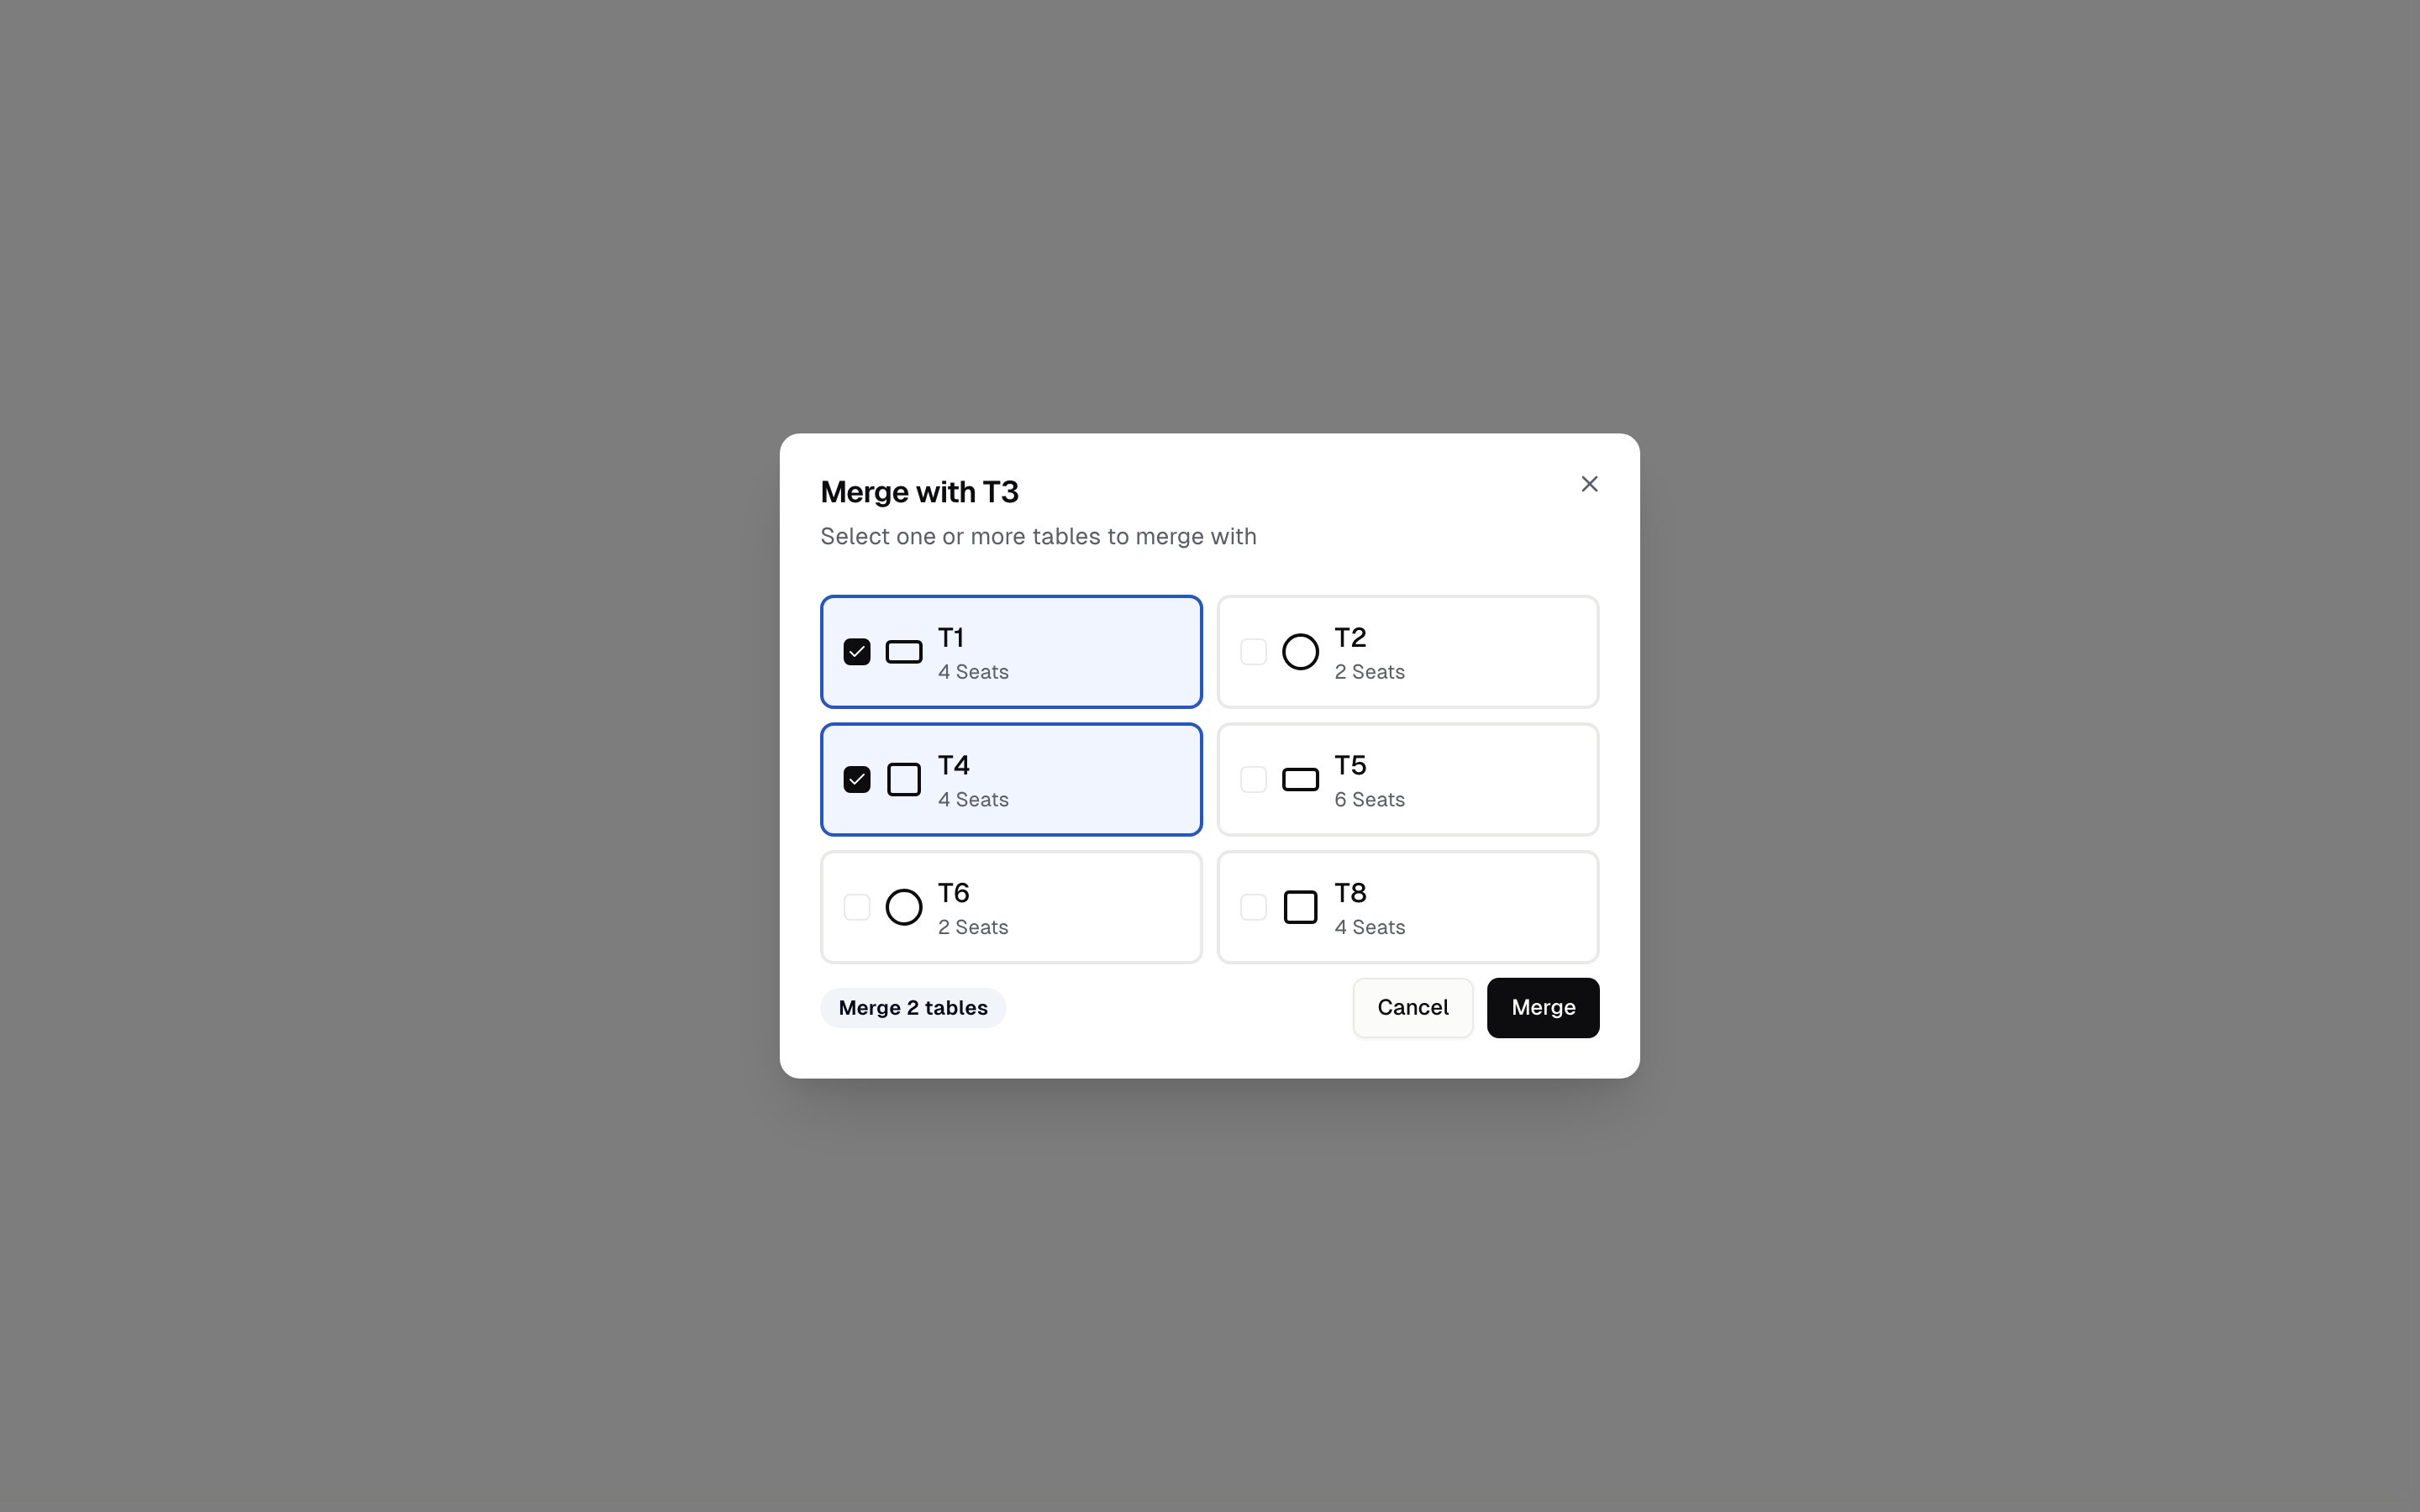 Merge with T3
Select one or more tables to merge with
T1
4 Seats
T2
2 Seats
T4
4 Seats
T5
6 Seats
T6
2 Seats
T8
4 Seats
Merge 2 tables
Cancel
Merge